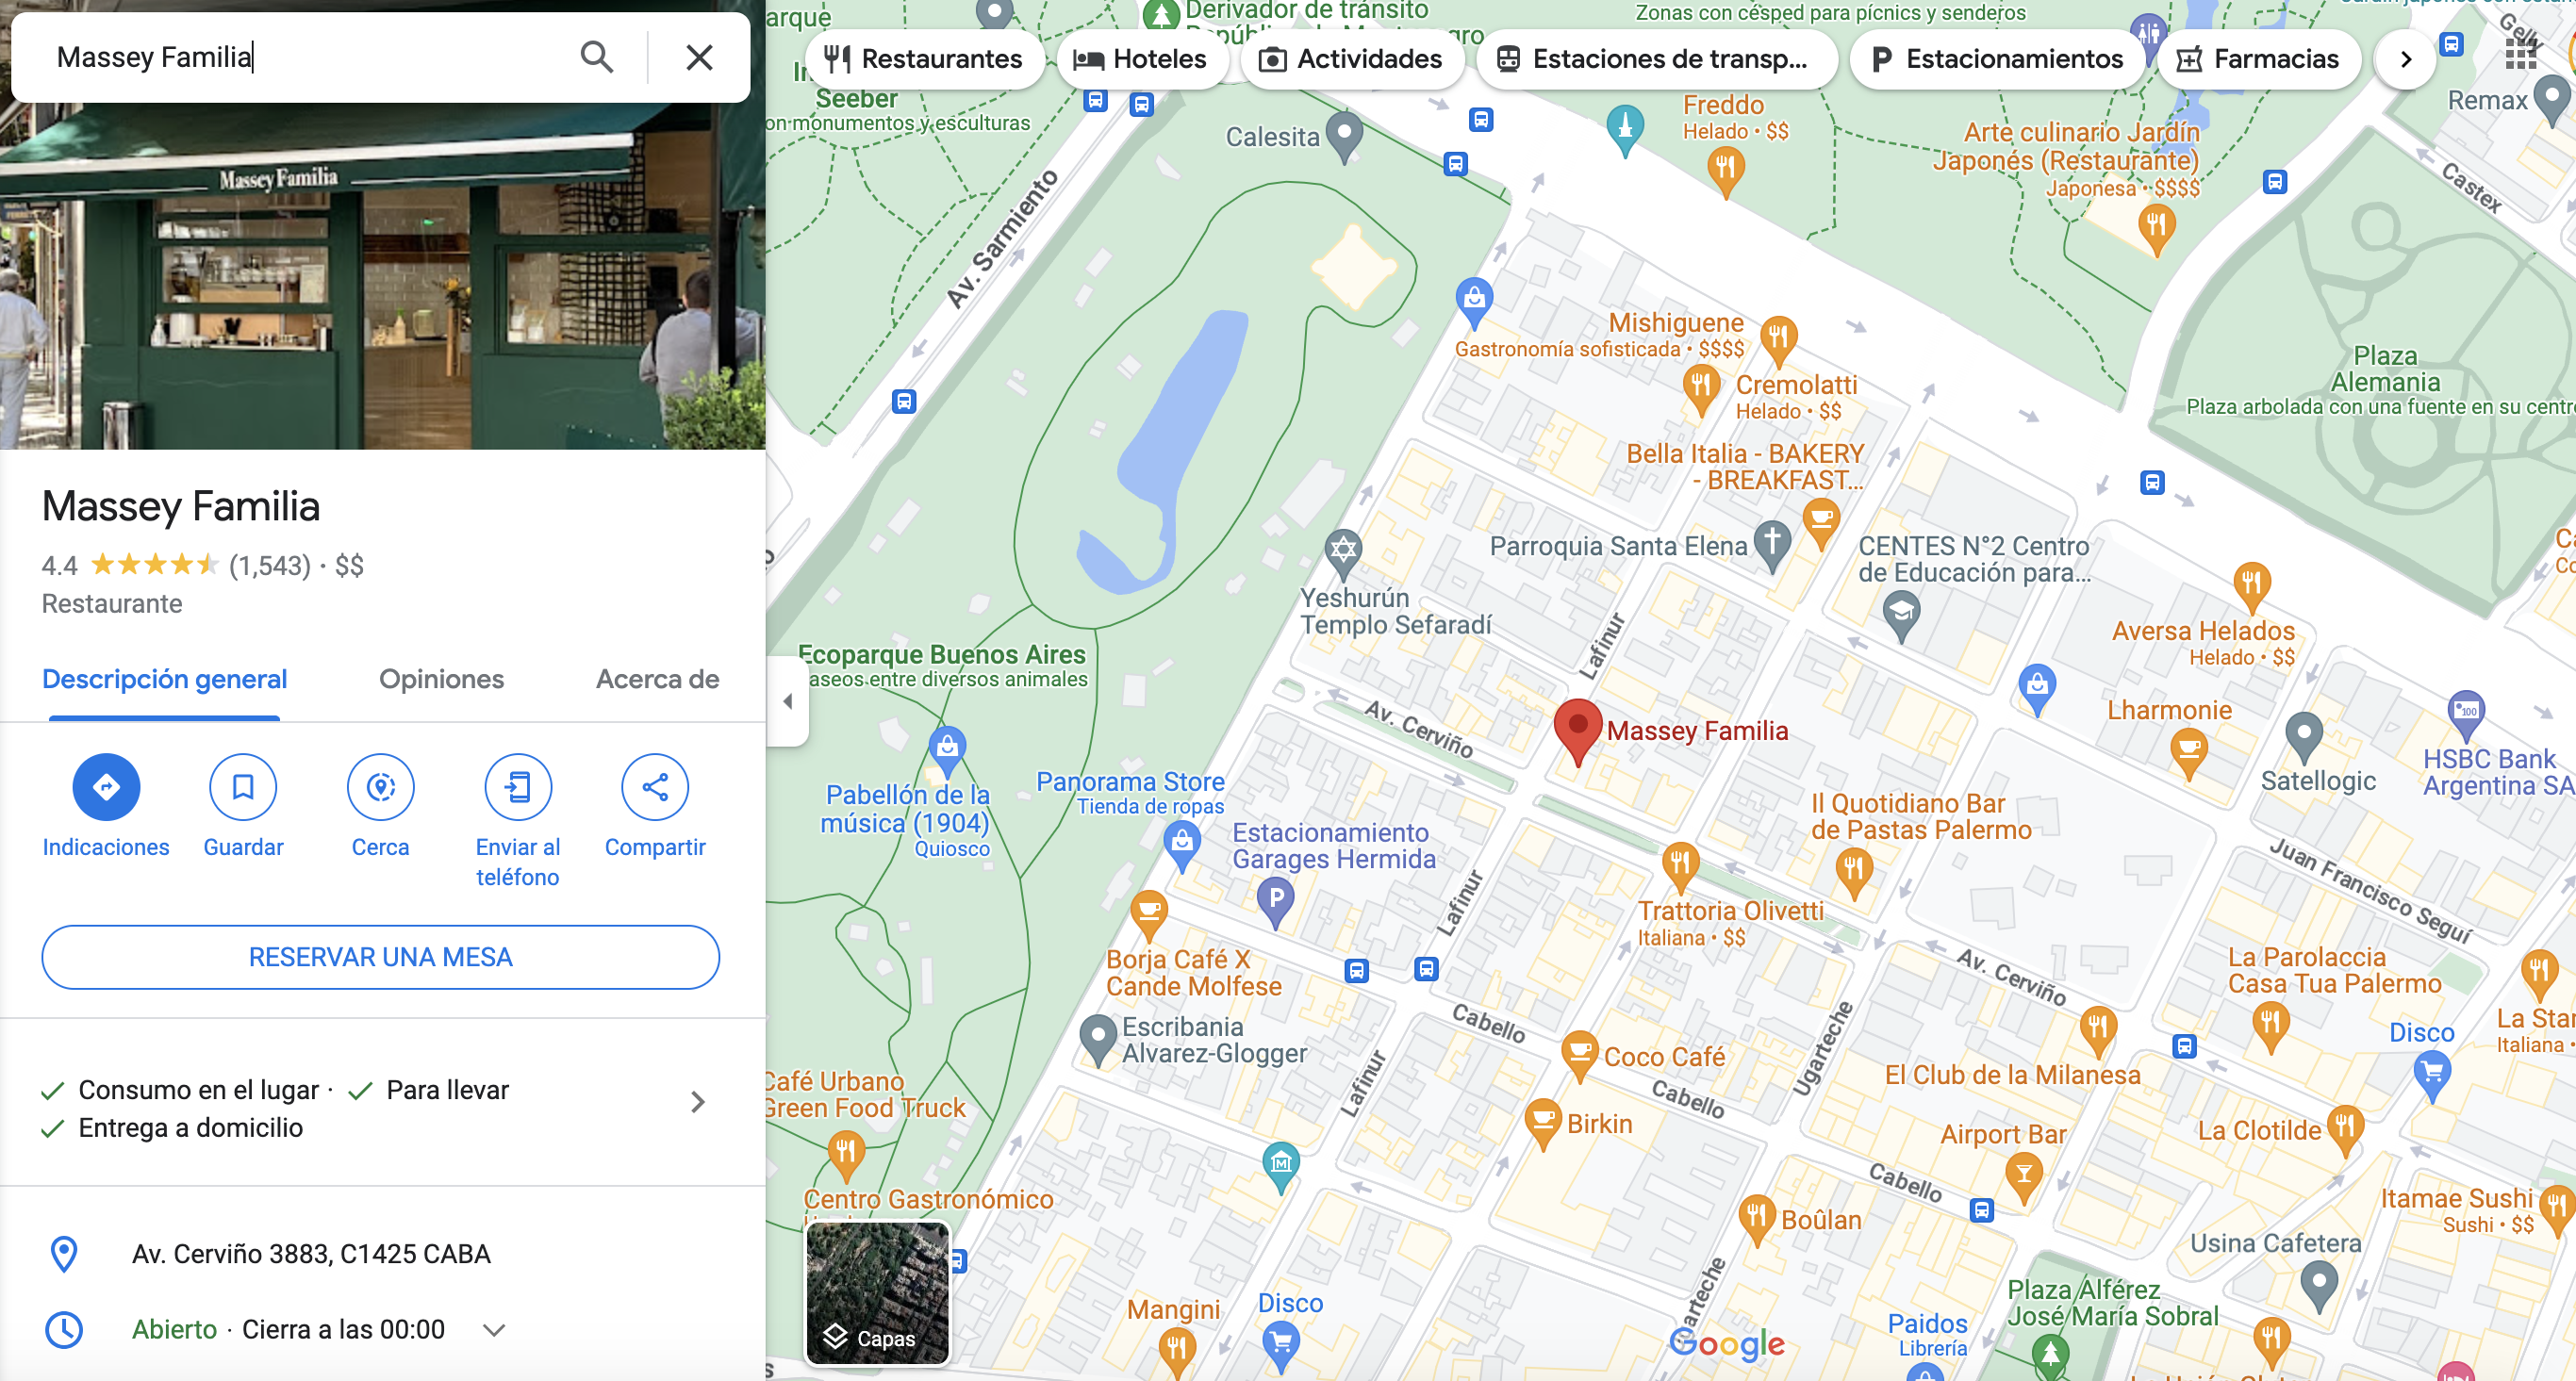 Massey Familia
Massey Familia
Massey Familia
4.4 (1,543) · $$
Restaurante
Descripción general
Opiniones
Acerca de
Indicaciones
Guardar
Cerca
Enviar al
teléfono
Compartir
RESERVAR UNA MESA
Consumo en el lugar · Para llevar
Entrega a domicilio
Av. Cerviño 3883, C1425 CABA
Abierto · Cierra a las 00:00
Restaurantes
Hoteles
Actividades
Estaciones de transp...
Estacionamientos
Farmacias
Derivador de tránsito
Zonas con césped para pícnics y senderos
Seeber
on monumentos y esculturas
Calesita
Freddo
Helado • $$
Arte culinario Jardín
Japonés (Restaurante)
Japonesa • $$$$
Remax
Castex
Av. Sarmiento
Mishiguene
Gastronomía sofisticada • $$$$
Cremolatti
Helado • $$
Plaza
Alemania
Plaza arbolada con una fuente en su centr
Bella Italia - BAKERY
- BREAKFAST...
Parroquia Santa Elena
CENTES N°2 Centro
de Educación para...
Yeshurún
Templo Sefaradí
Lafinur
Aversa Helados
Helado • $$
Ecoparque Buenos Aires
aseos entre diversos animales
Av. Cerviño
Massey Familia
Lharmonie
Satellogic
HSBC Bank
Argentina SA
Pabellón de la
música (1904)
Quiosco
Panorama Store
Tienda de ropas
Estacionamiento
Garages Hermida
Il Quotidiano Bar
de Pastas Palermo
Juan Francisco Seguí
Lafinur
Trattoria Olivetti
Italiana • $$
Borja Café X
Cande Molfese
Av. Cerviño
La Parolaccia
Casa Tua Palermo
Escribania
Alvarez-Glogger
Cabello
Coco Café
Ugarteche
Disco
La Star
Italiana •
Café Urbano
Green Food Truck
Lafinur
Cabello
El Club de la Milanesa
Birkin
Airport Bar
La Clotilde
Cabello
Centro Gastronómico
Boûlan
Itamae Sushi
Sushi • $$
Usina Cafetera
Plaza Alférez
José María Sobral
Mangini
Disco
Paidos
Librería
arteche
Capas
Google